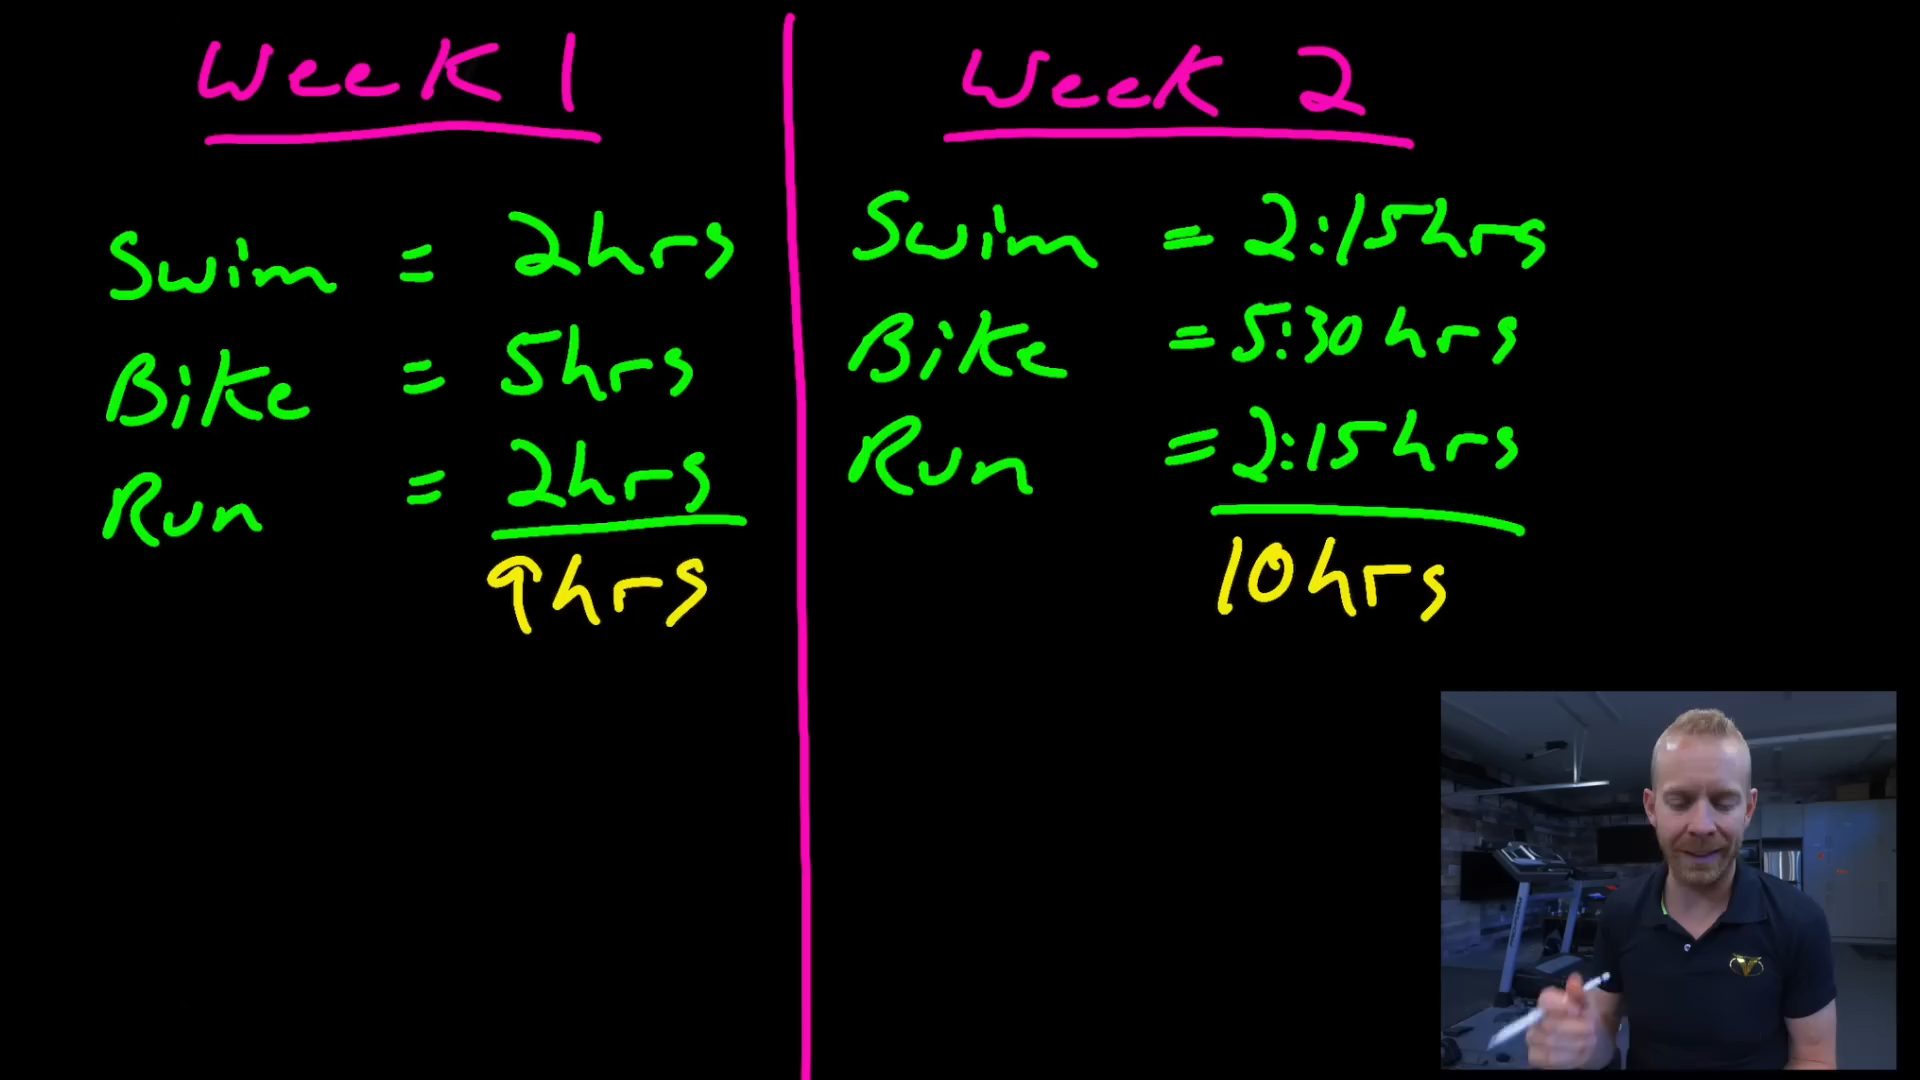 Week 1
Swim = 2hrs
Bike = 5hrs
Run = 2hrs
9hrs
Week 2
Swim = 2:15hrs
Bike = 5:30hrs
Run = 2:15hrs
10hrs